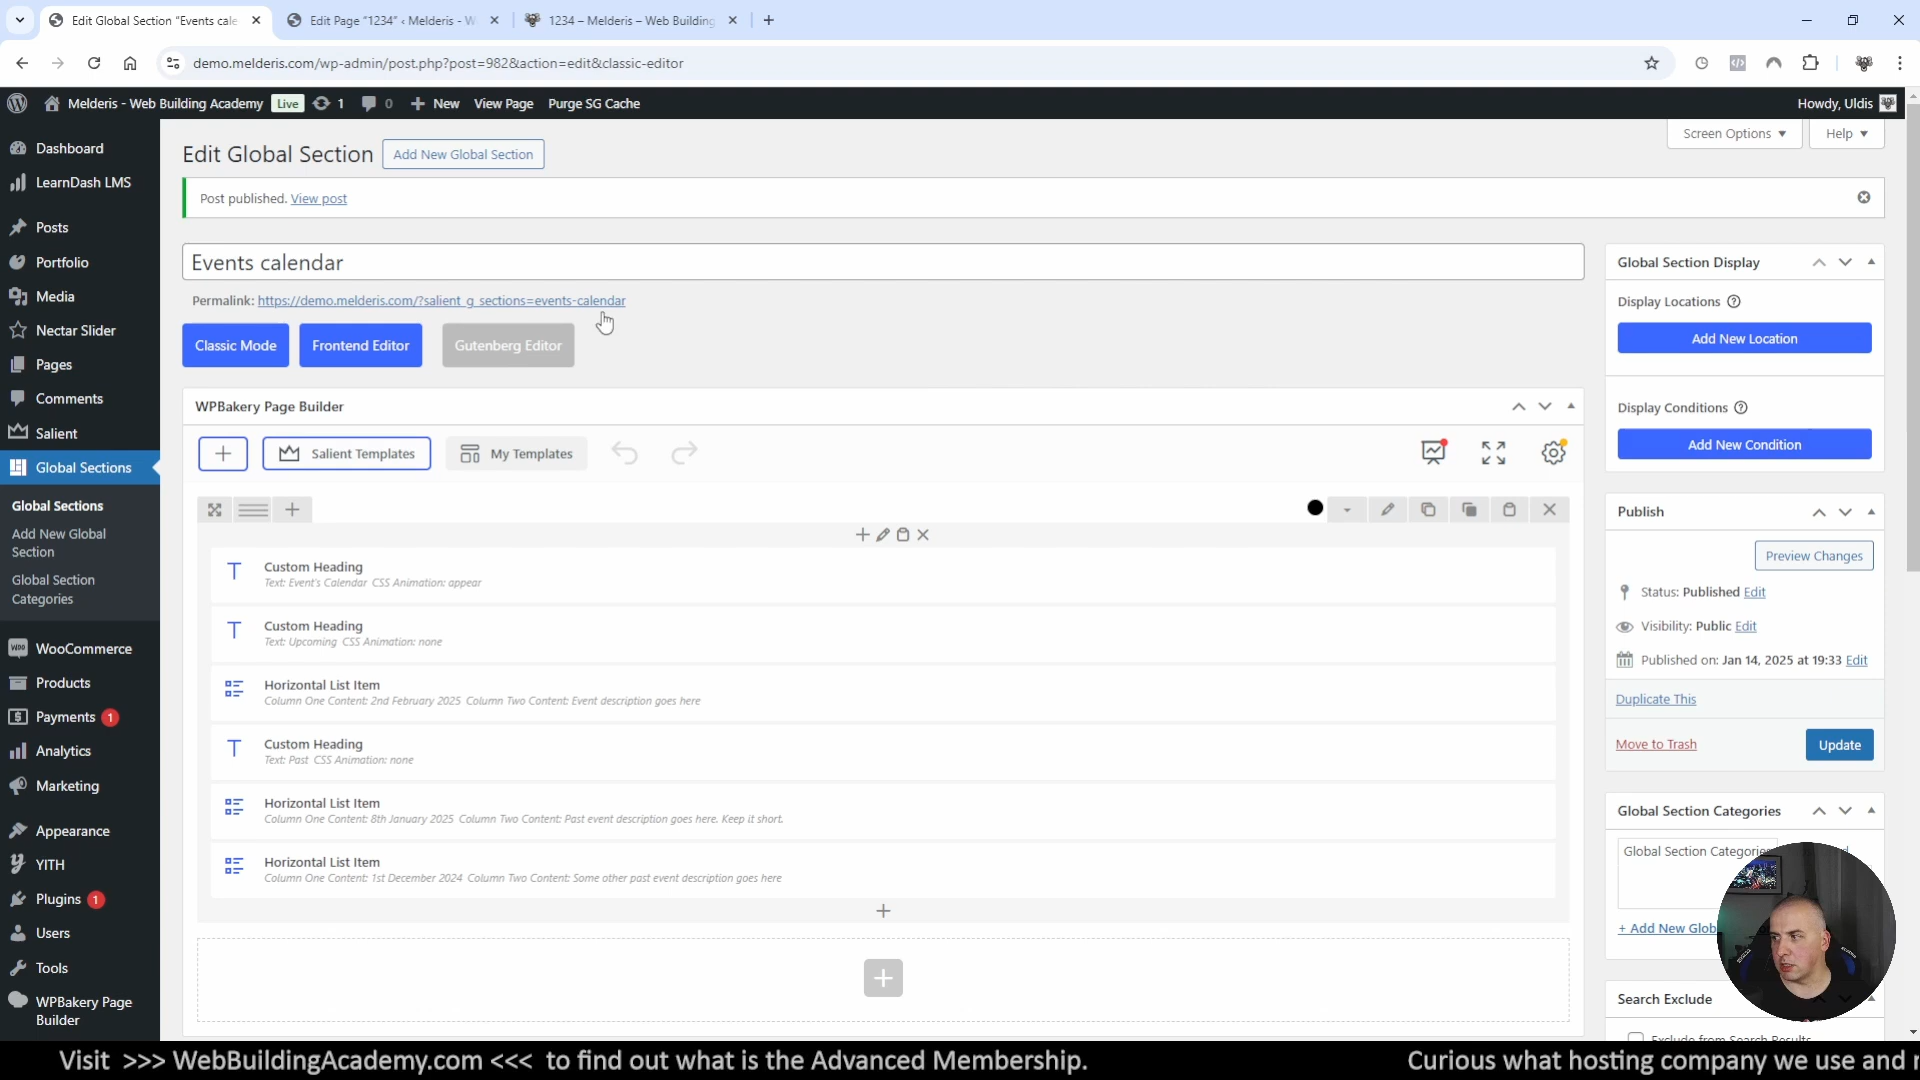 Edit Global Section "Events cale
Edit Page "1234" ‹ Melderis - W
1234 – Melderis – Web Building
demo.melderis.com/wp-admin/post.php?post=982&action=edit&classic-editor
Melderis - Web Building Academy Live 1 0 New View Page Purge SG Cache
Howdy, Uldis
Screen Options
Help
Dashboard
LearnDash LMS
Posts
Portfolio
Media
Nectar Slider
Pages
Comments
Salient
Global Sections
Global Sections
Add New Global
Section
Global Section
Categories
WooCommerce
Products
Payments 1
Analytics
Marketing
Appearance
YITH
Plugins 1
Users
Tools
WPBakery Page
Builder
Edit Global Section Add New Global Section
Post published. View post
Events calendar
Permalink: https://demo.melderis.com/?salient_g_sections=events-calendar
Classic Mode Frontend Editor Gutenberg Editor
WPBakery Page Builder
Salient Templates My Templates
Custom Heading
Text: Event's Calendar CSS Animation: appear
Custom Heading
Text: Upcoming CSS Animation: none
Horizontal List Item
Column One Content: 2nd February 2025 Column Two Content: Event description goes here
Custom Heading
Text: Past CSS Animation: none
Horizontal List Item
Column One Content: 8th January 2025 Column Two Content: Past event description goes here. Keep it short.
Horizontal List Item
Column One Content: 1st December 2024 Column Two Content: Some other past event description goes here
Global Section Display
Display Locations
Add New Location
Display Conditions
Add New Condition
Publish
Preview Changes
Status: Published Edit
Visibility: Public Edit
Published on: Jan 14, 2025 at 19:33 Edit
Duplicate This
Move to Trash
Update
Global Section Categories
Global Section Categorie
+ Add New Glob
Search Exclude
Exclude from Search Results
Visit >>> WebBuildingAcademy.com <<< to find out what is the Advanced Membership.
Curious what hosting company we use and r